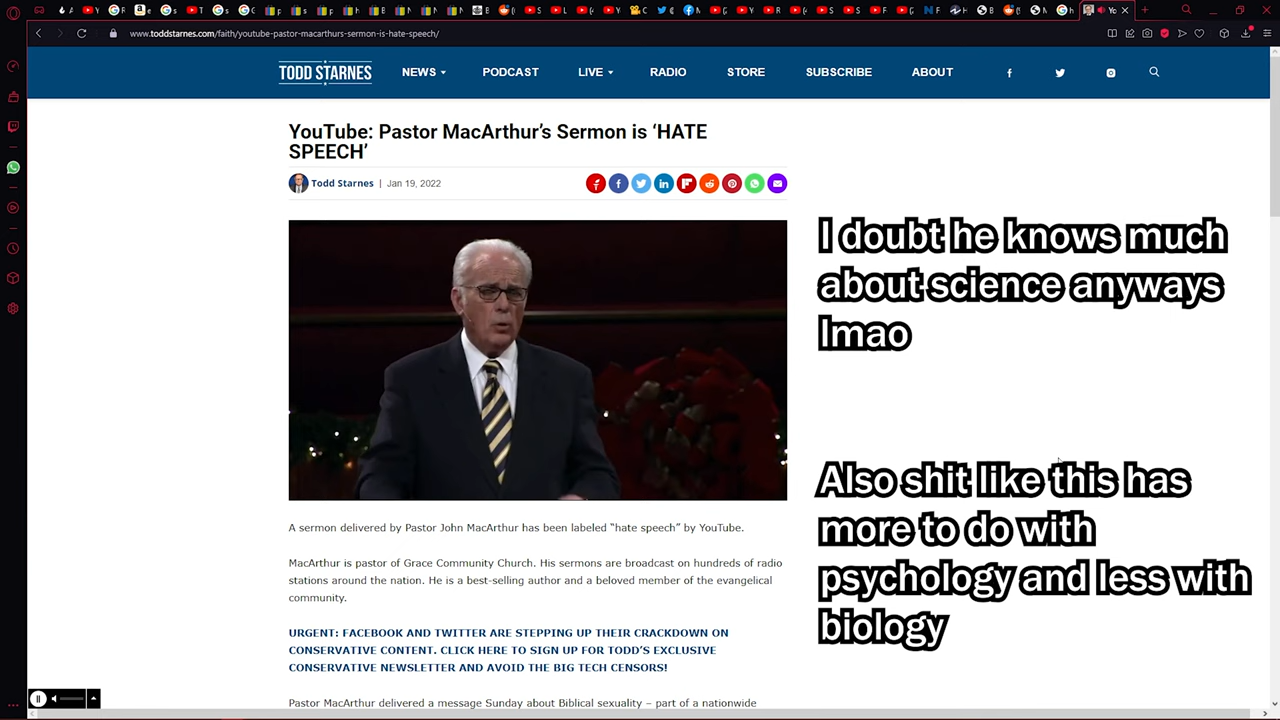 www.toddstarnes.com/faith/youtube-pastor-macarthurs-sermon-is-hate-speech/
TODD STARNES
NEWS
PODCAST
LIVE
RADIO
STORE
SUBSCRIBE
ABOUT
YouTube: Pastor MacArthur’s Sermon is ‘HATE
SPEECH’
Todd Starnes | Jan 19, 2022
I doubt he knows much
about science anyways
lmao
Also shit like this has
more to do with
psychology and less with
biology
A sermon delivered by Pastor John MacArthur has been labeled “hate speech” by YouTube.
MacArthur is pastor of Grace Community Church. His sermons are broadcast on hundreds of radio
stations around the nation. He is a best-selling author and a beloved member of the evangelical
community.
URGENT: FACEBOOK AND TWITTER ARE STEPPING UP THEIR CRACKDOWN ON
CONSERVATIVE CONTENT. CLICK HERE TO SIGN UP FOR TODD’S EXCLUSIVE
CONSERVATIVE NEWSLETTER AND AVOID THE BIG TECH CENSORS!
Pastor MacArthur delivered a message Sunday about Biblical sexuality – part of a nationwide